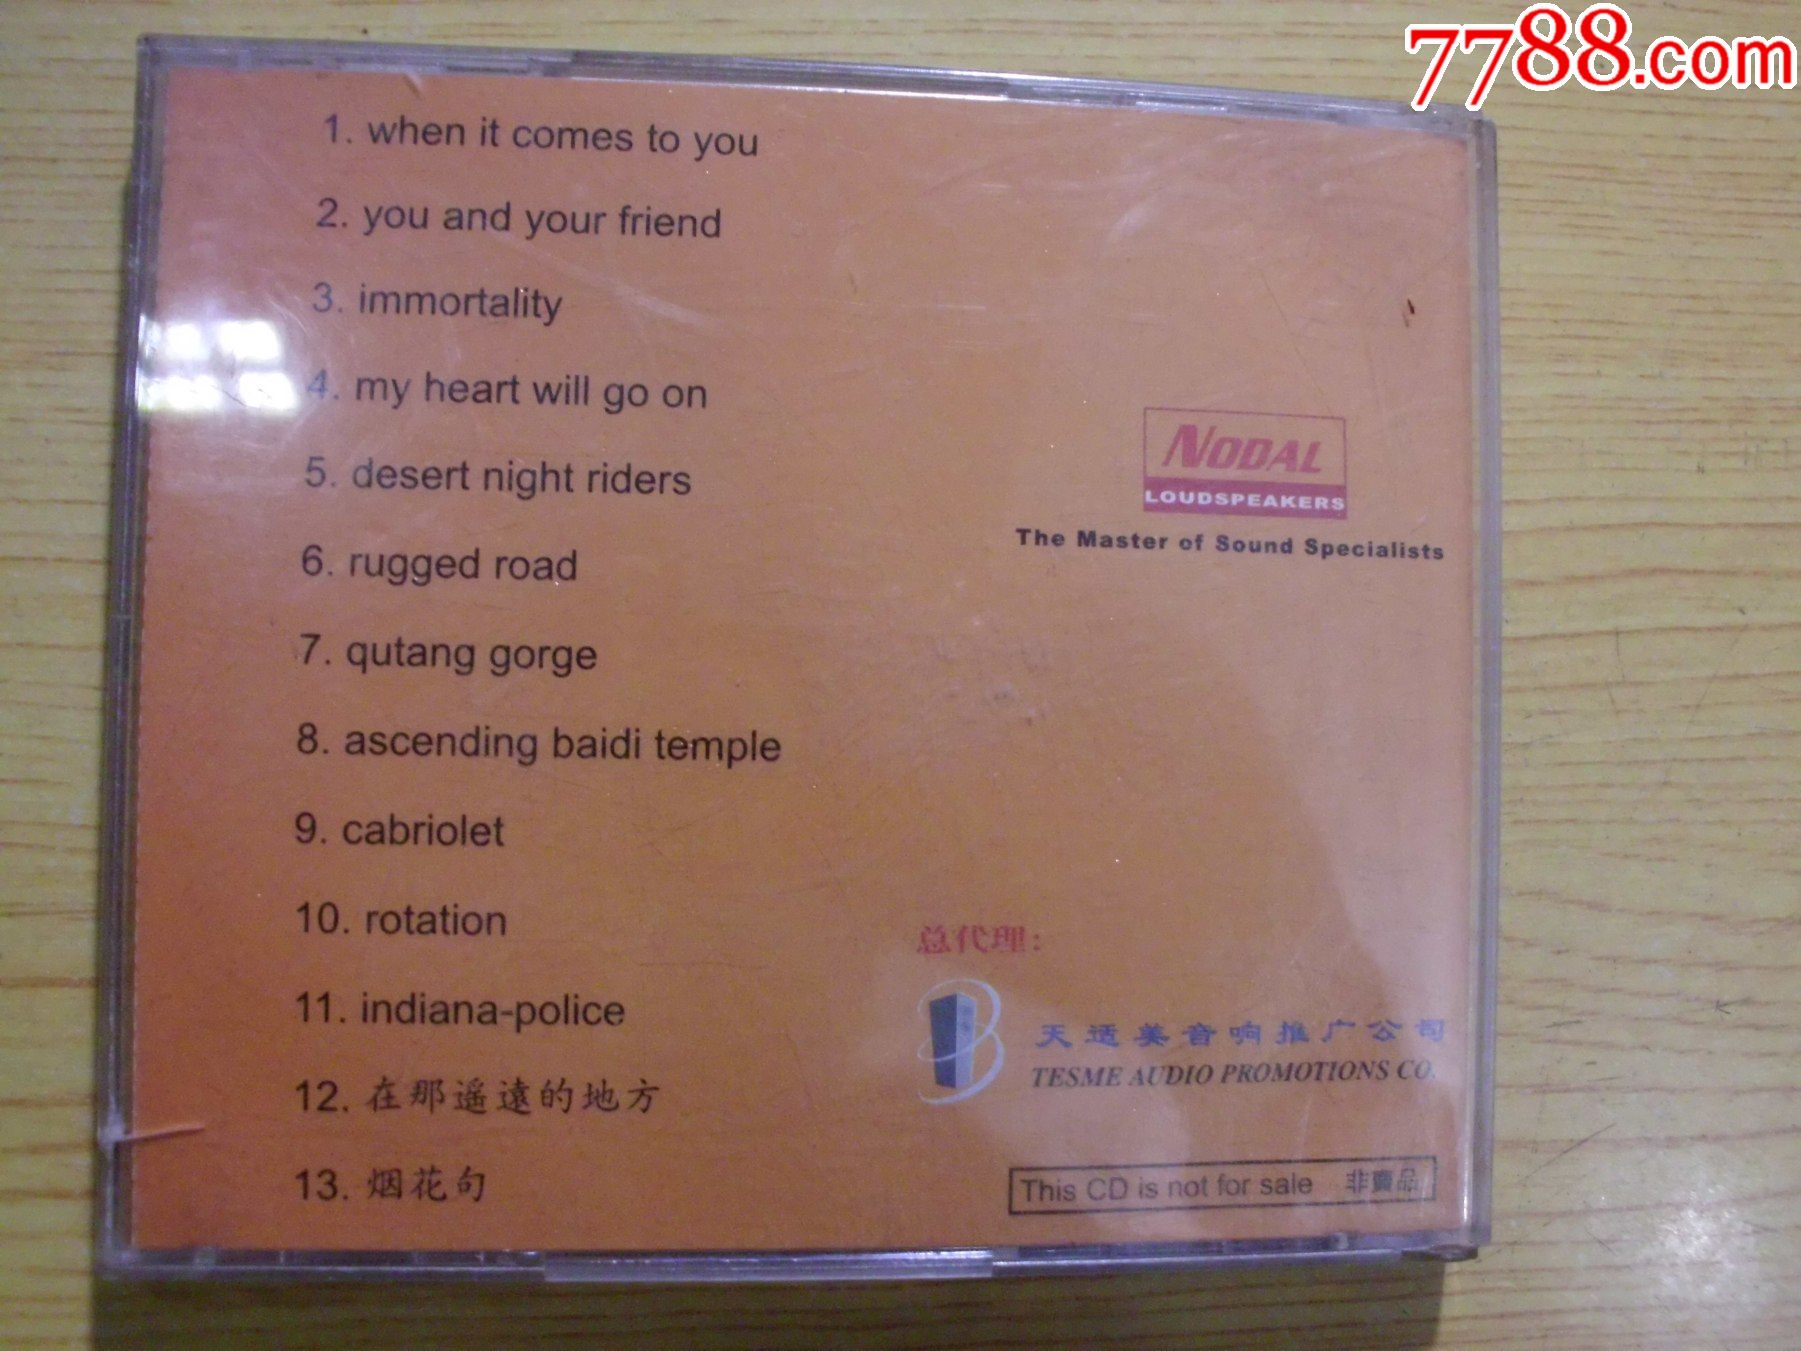 7788.com
1. when it comes to you
2. you and your friend
3. immortality
4. my heart will go on
5. desert night riders
6. rugged road
7. qutang gorge
8. ascending baidi temple
9. cabriolet
10. rotation
11. indiana-police
12. 在那遥遠的地方
13. 烟花句
NODAL
LOUDSPEAKERS
The Master of Sound Specialists
总代理:
天适美音响推广公司
TESME AUDIO PROMOTIONS CO.
This CD is not for sale 非賣品